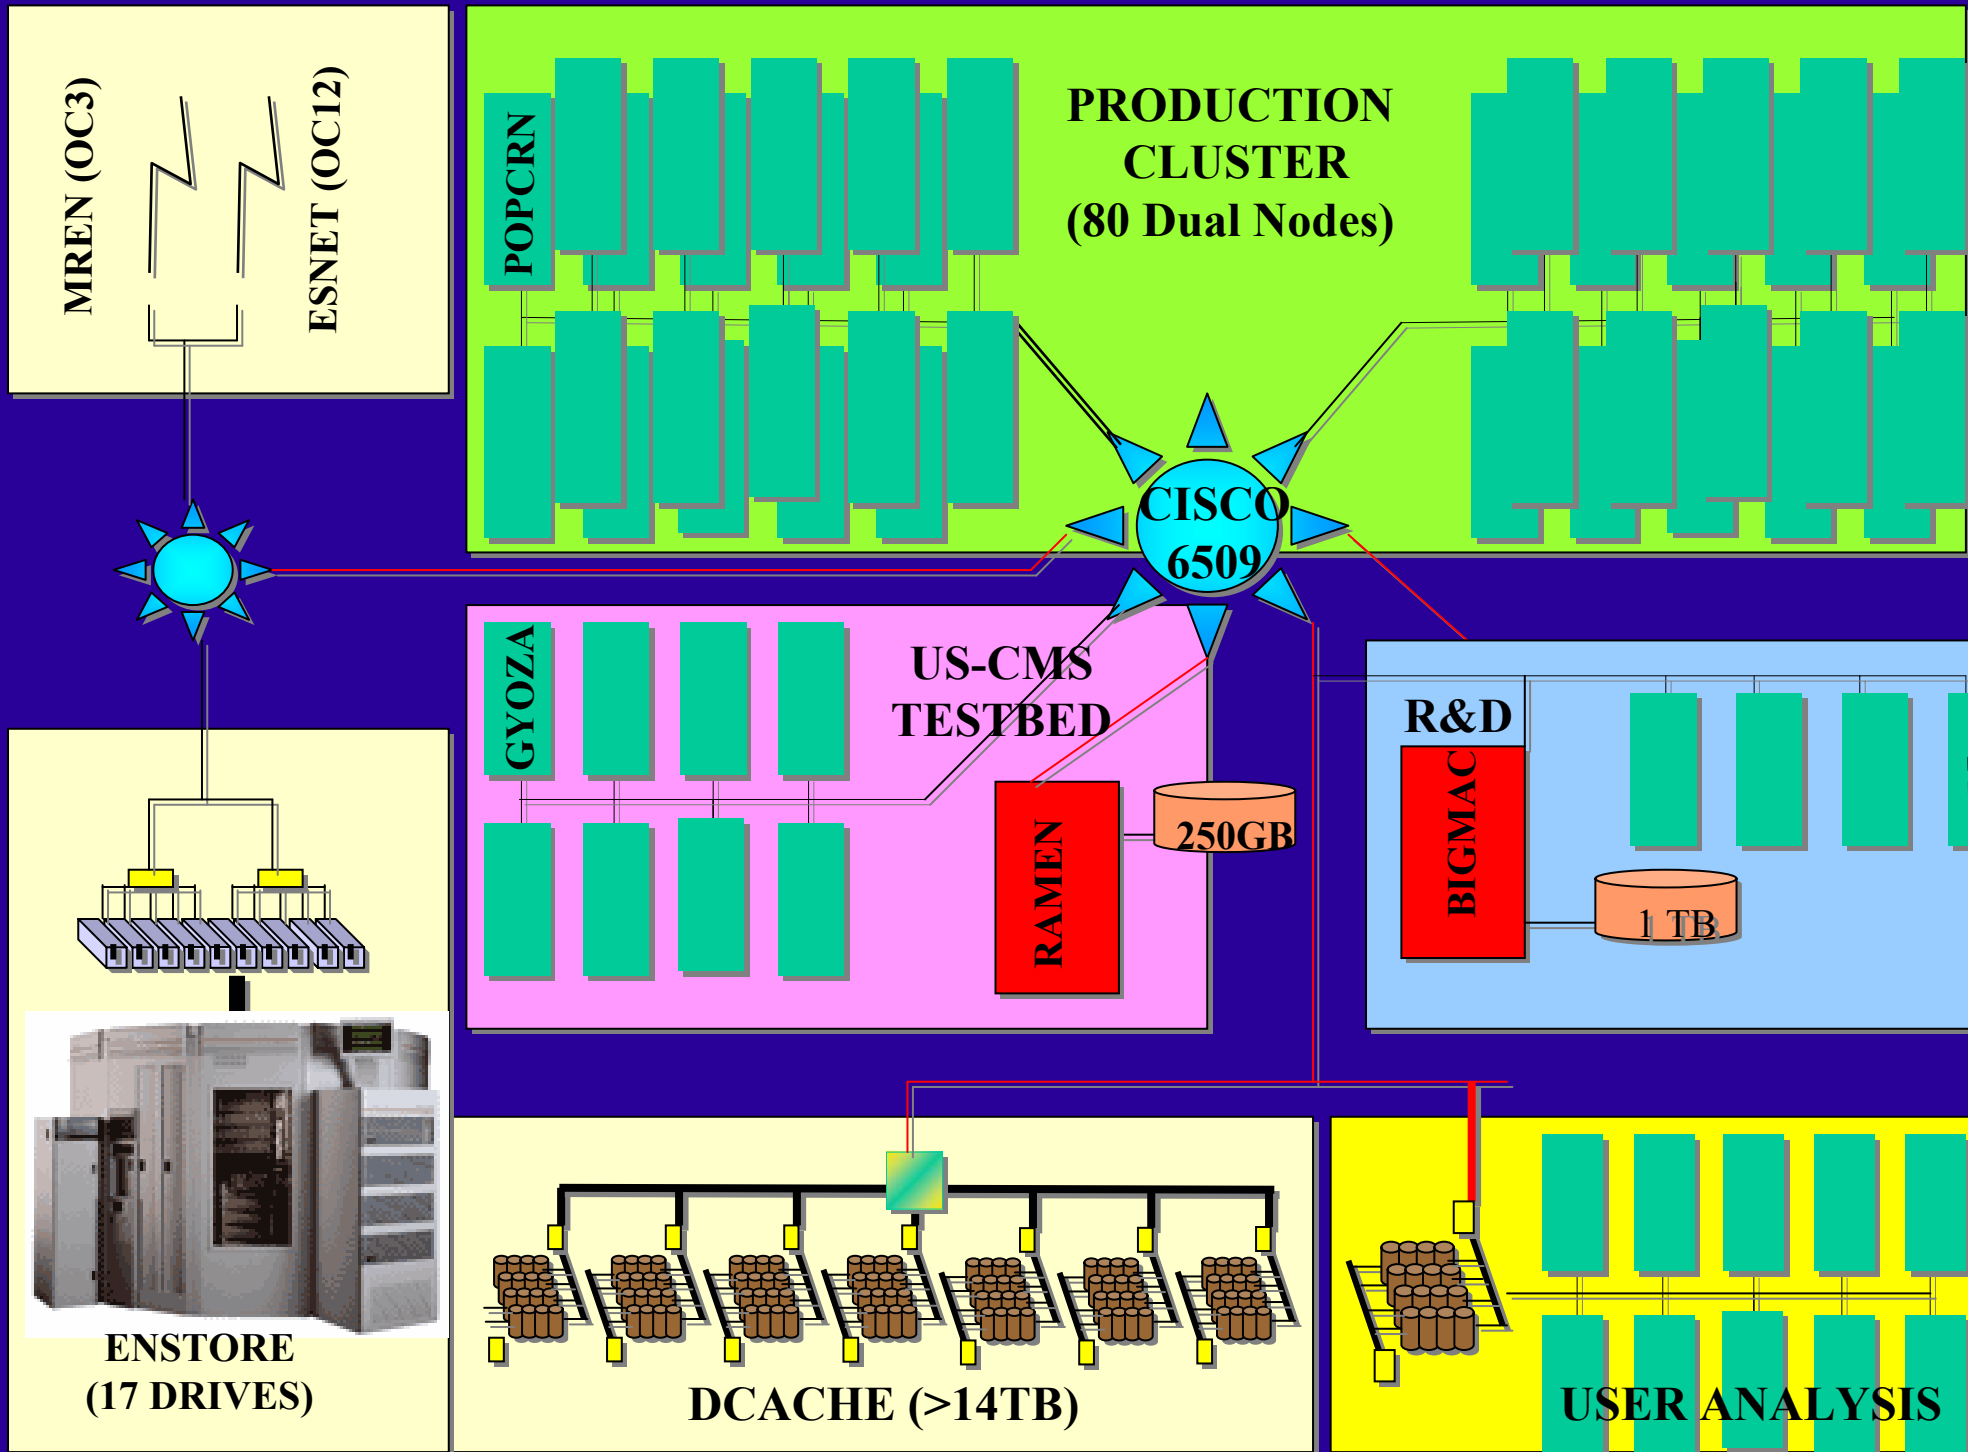 MREN (OC3)
ESNET (OC12)
POPCRN
PRODUCTION
CLUSTER
(80 Dual Nodes)
CISCO
6509
GYOZA
US-CMS
TESTBED
RAMEN
250GB
R&D
BIGMAC
1 TB
ENSTORE
(17 DRIVES)
DCACHE (>14TB)
USER ANALYSIS